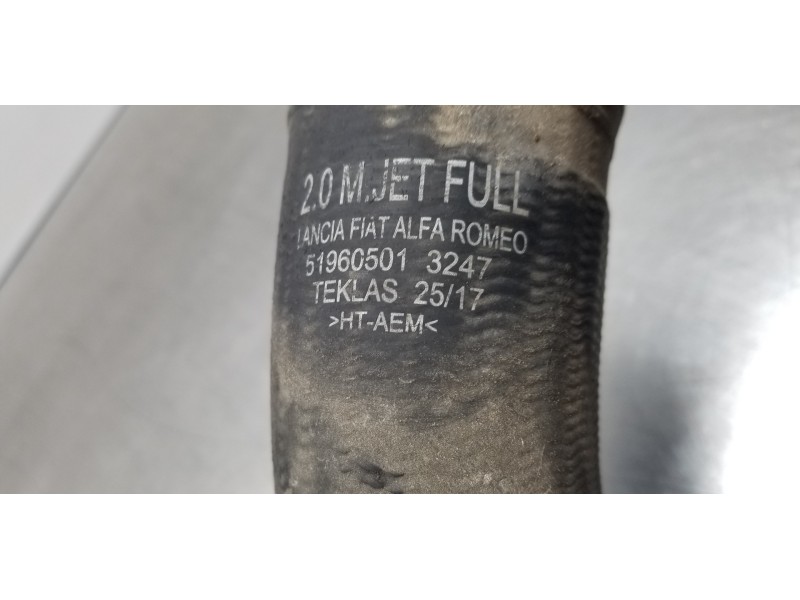 2.0 M.JET FULL
LANCIA FIAT ALFA ROMEO
51960501 3247
TEKLAS 25/17
>HT-AEM<